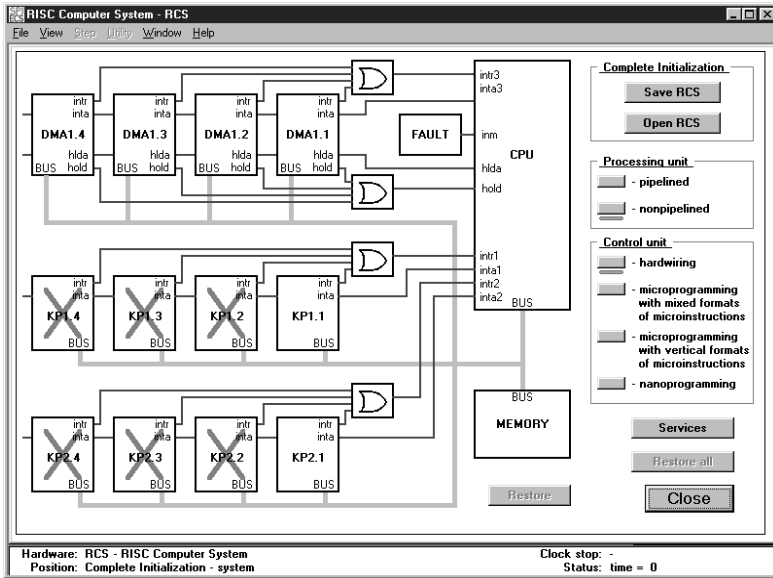 RISC Computer System - RCS
File View Step Utility Window Help
intr
inta
DMA1.4
hlda
BUS hold
intr
inta
DMA1.3
hlda
BUS hold
intr
inta
DMA1.2
hlda
BUS hold
intr
inta
DMA1.1
hlda
BUS hold
FAULT
intr3
inta3
inm
CPU
hlda
hold
intr1
inta1
intr2
inta2
BUS
intr
inta
KP1.4
BUS
intr
inta
KP1.3
BUS
intr
inta
KP1.2
BUS
intr
inta
KP1.1
BUS
intr
inta
KP2.4
BUS
intr
inta
KP2.3
BUS
intr
inta
KP2.2
BUS
intr
inta
KP2.1
BUS
BUS
MEMORY
Restore
Complete Initialization
Save RCS
Open RCS
Processing unit
- pipelined
- nonpipelined
Control unit
- hardwiring
- microprogramming
with mixed formats
of microinstructions
- microprogramming
with vertical formats
of microinstructions
- nanoprogramming
Services
Restore all
Close
Hardware: RCS - RISC Computer System
Clock stop: -
Position: Complete Initialization - system
Status: time = 0